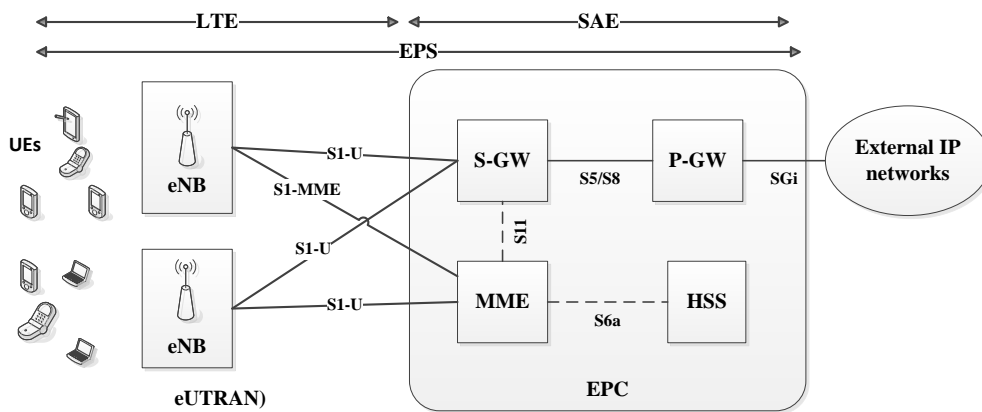 LTE
SAE
EPS
UEs
eNB
S1-U
S1-MME
S-GW
S5/S8
P-GW
SGi
External IP
networks
S11
S1-U
eNB
S1-U
MME
S6a
HSS
eUTRAN)
EPC